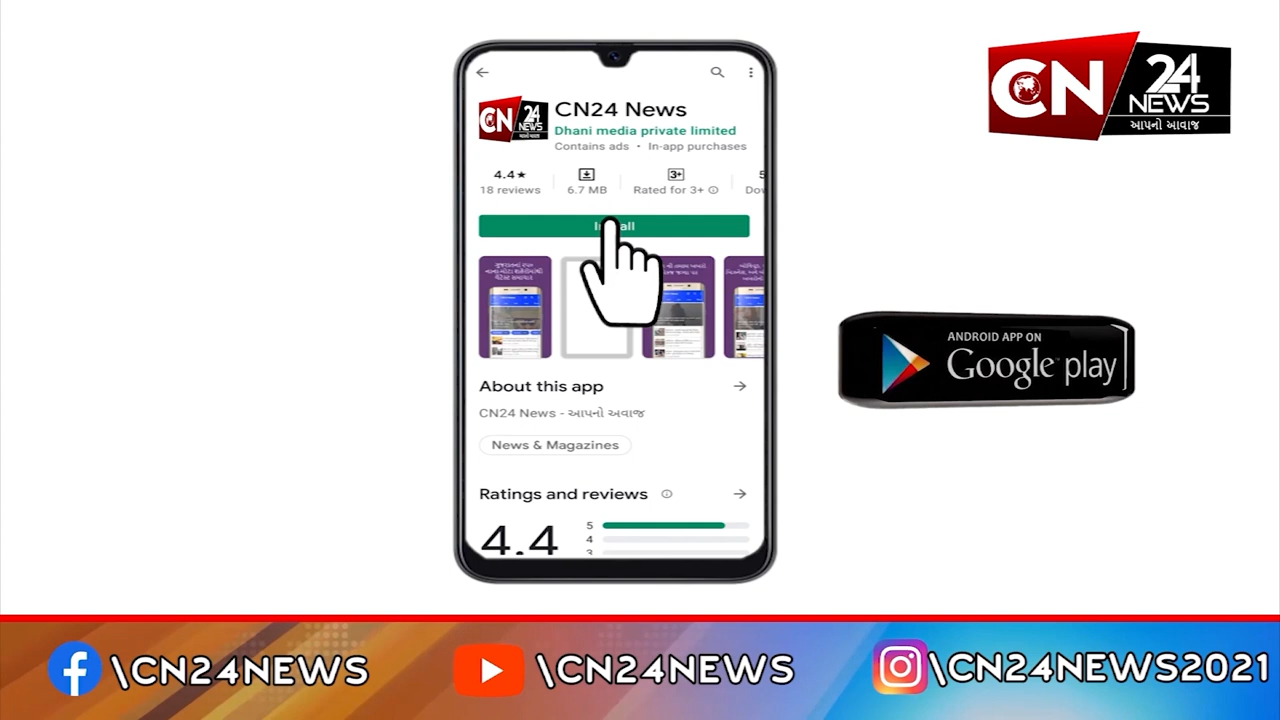 CN
24
NEWS
આપનો આવાજ
CN24 News
Dhani media private limited
Contains ads • In-app purchases
4.4★
18 reviews
6.7 MB
3+
Rated for 3+
ANDROID APP ON
Google play
About this app
CN24 News - આપનો અવાજ
News & Magazines
Ratings and reviews
4.4
5
4
3
\CN24NEWS
\CN24NEWS
\CN24NEWS2021